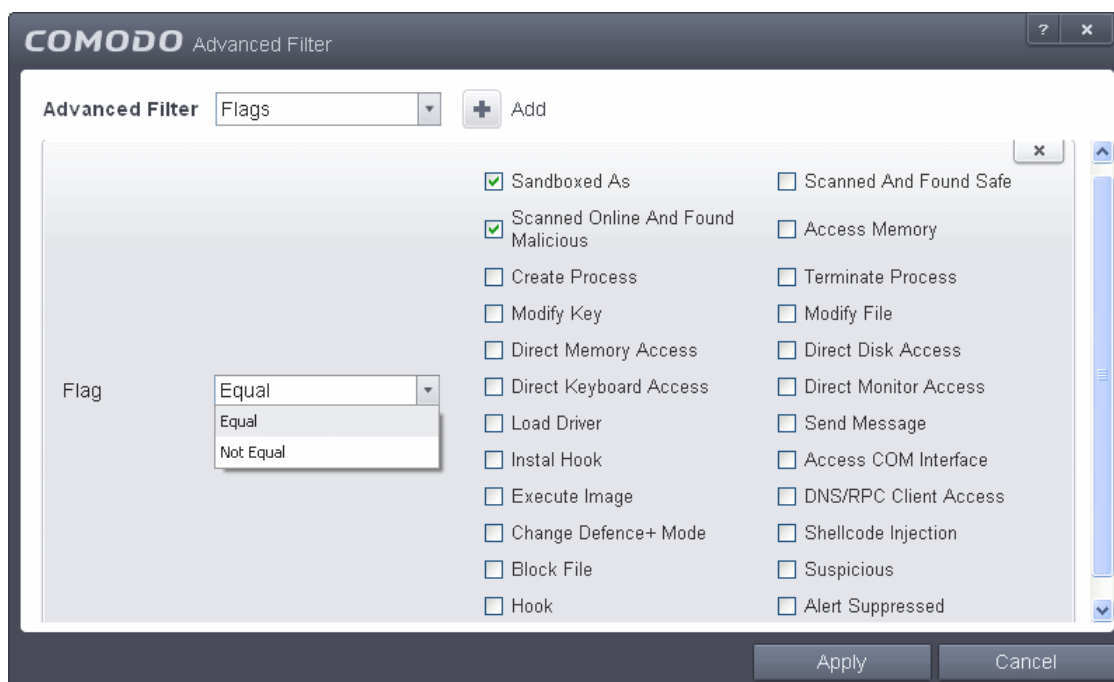 COMODO Advanced Filter ? x
Advanced Filter Flags + Add
x
Sandboxed As Scanned And Found Safe
Scanned Online And Found
Malicious Access Memory
Create Process Terminate Process
Modify Key Modify File
Direct Memory Access Direct Disk Access
Flag Equal Direct Keyboard Access Direct Monitor Access
Equal Load Driver Send Message
Not Equal Instal Hook Access COM Interface
Execute Image DNS/RPC Client Access
Change Defence+ Mode Shellcode Injection
Block File Suspicious
Hook Alert Suppressed
Apply Cancel